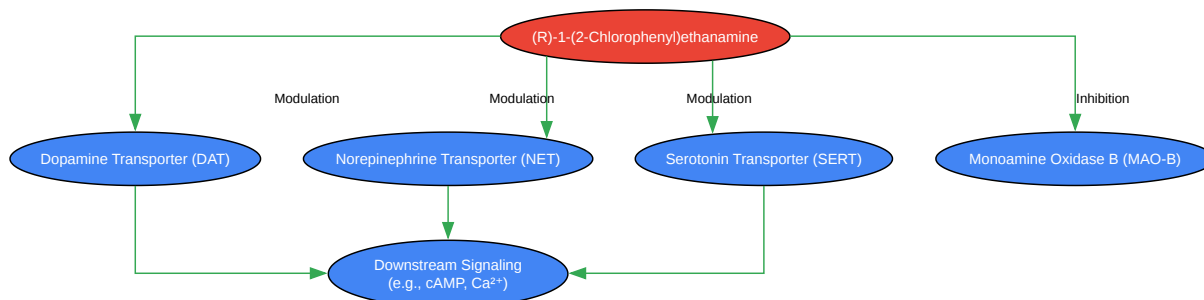 (R)-1-(2-Chlorophenyl)ethanamine
Modulation
Modulation
Modulation
Inhibition
Dopamine Transporter (DAT)
Norepinephrine Transporter (NET)
Serotonin Transporter (SERT)
Monoamine Oxidase B (MAO-B)
Downstream Signaling
(e.g., cAMP, Ca²⁺)